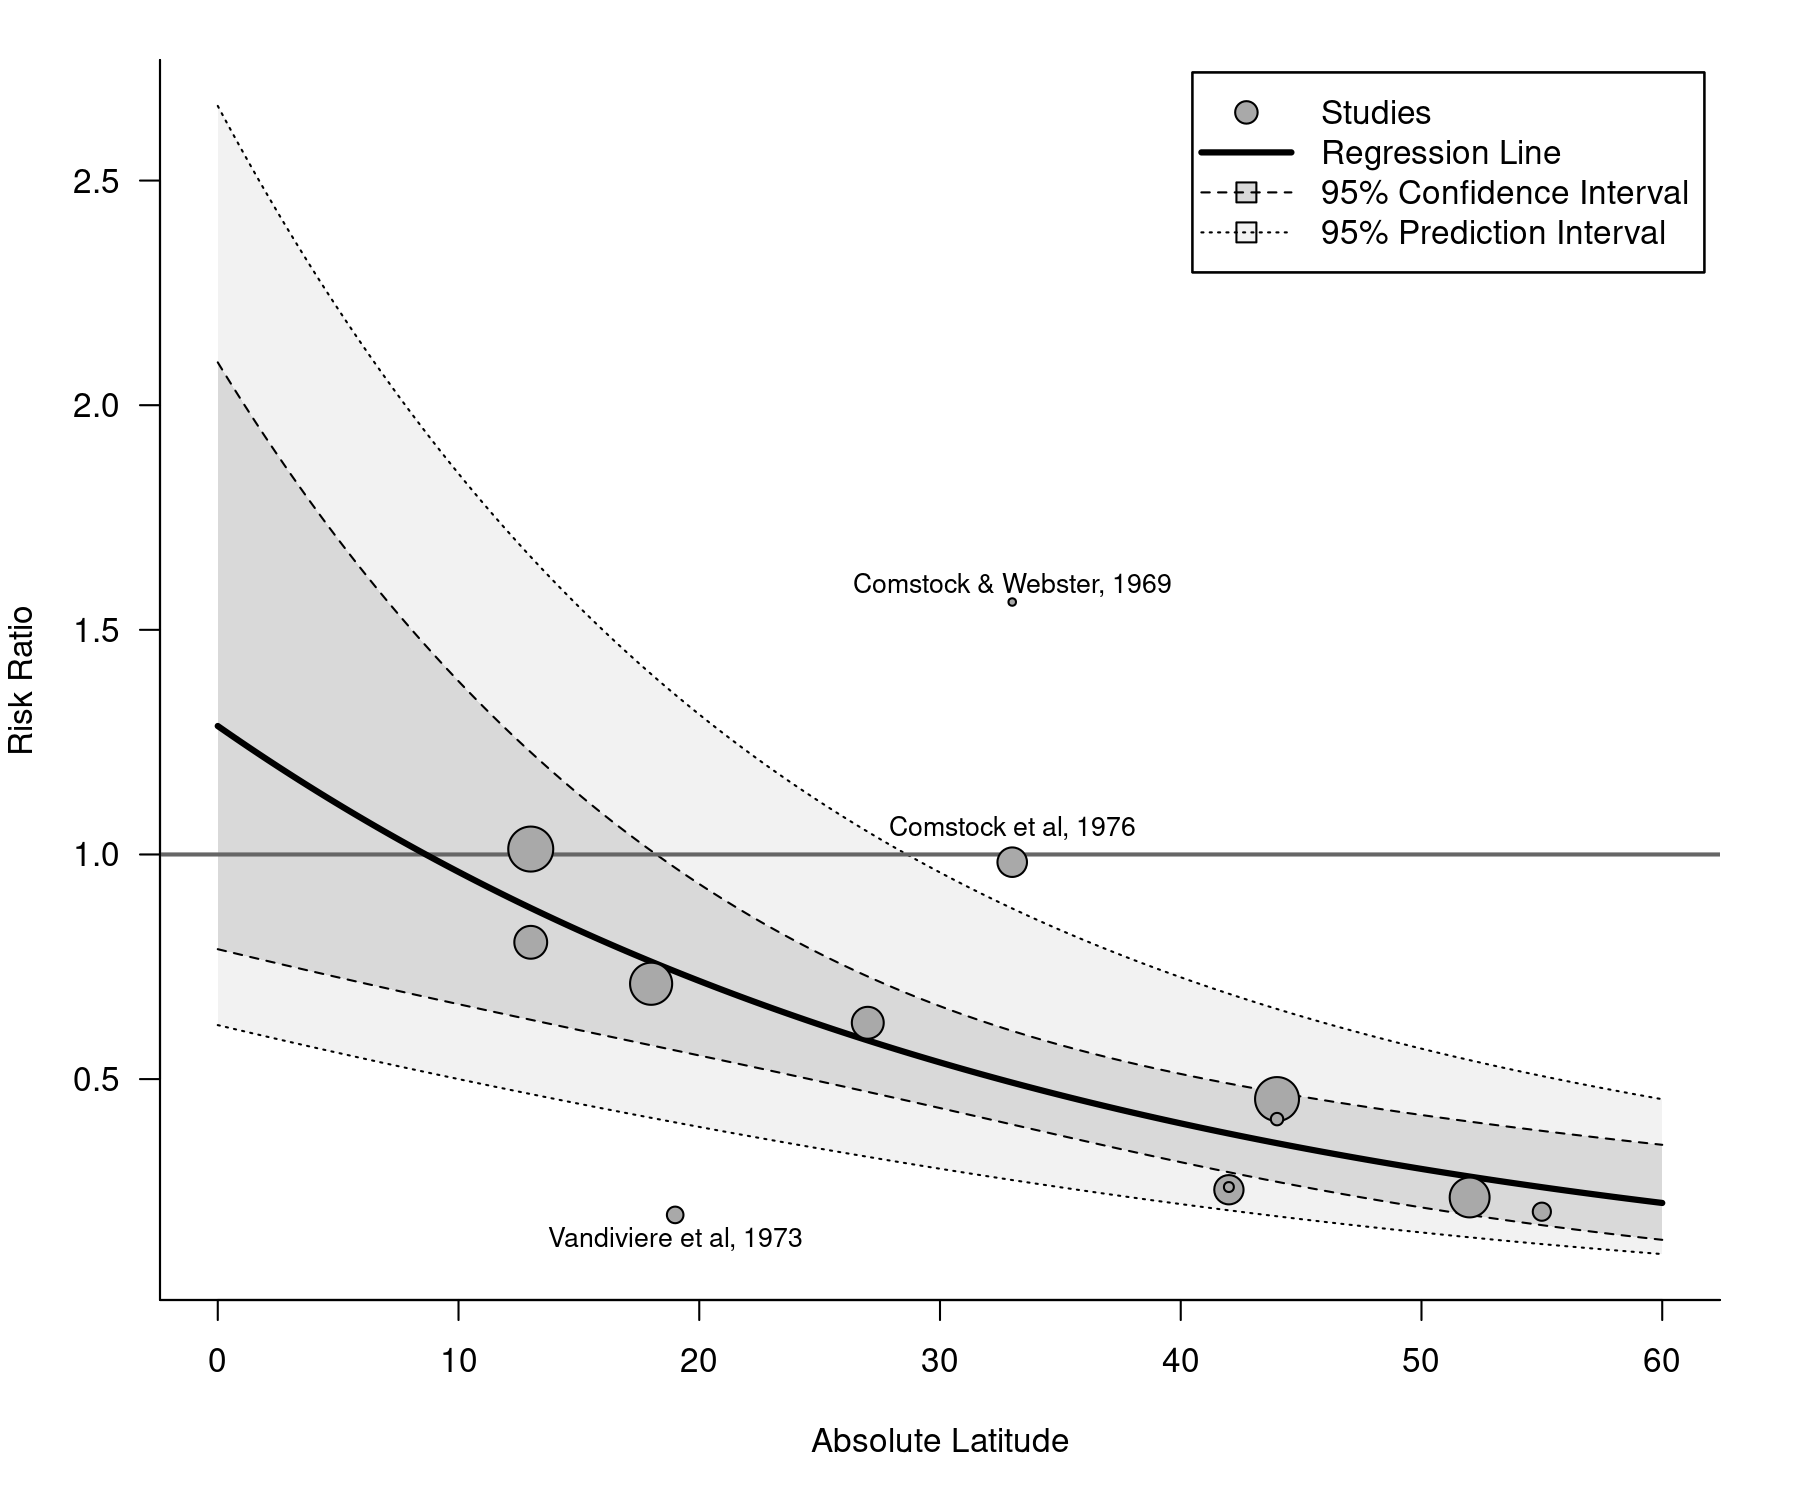 Studies
Regression Line
95% Confidence Interval
95% Prediction Interval
2.5
2.0
1.5
1.0
0.5
Risk Ratio
Comstock & Webster, 1969
Comstock et al, 1976
Vandiviere et al, 1973
0 10 20 30 40 50 60
Absolute Latitude